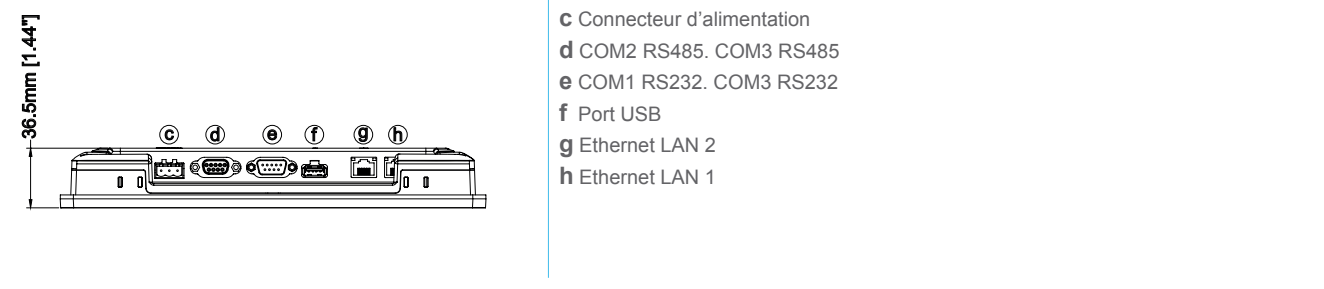 36.5mm [1.44"]
c d e f g h
c Connecteur d'alimentation
d COM2 RS485. COM3 RS485
e COM1 RS232. COM3 RS232
f Port USB
g Ethernet LAN 2
h Ethernet LAN 1